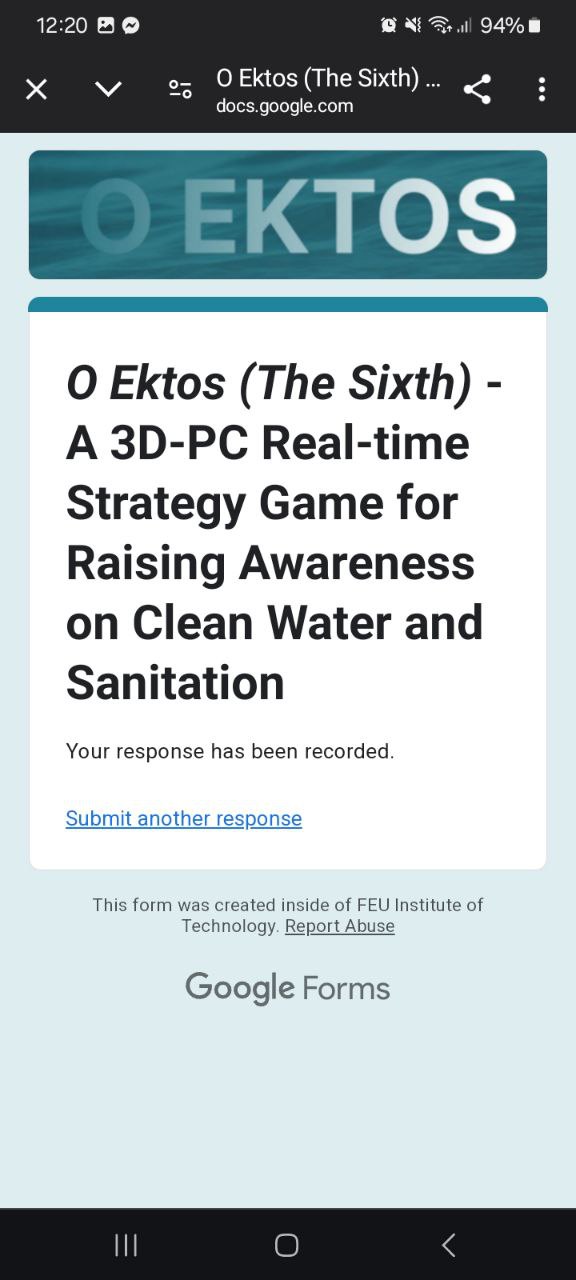 12:20 94%
O Ektos (The Sixth) ...
docs.google.com
O EKTOS
O Ektos (The Sixth) -
A 3D-PC Real-time
Strategy Game for
Raising Awareness
on Clean Water and
Sanitation
Your response has been recorded.
Submit another response
This form was created inside of FEU Institute of
Technology. Report Abuse
Google Forms